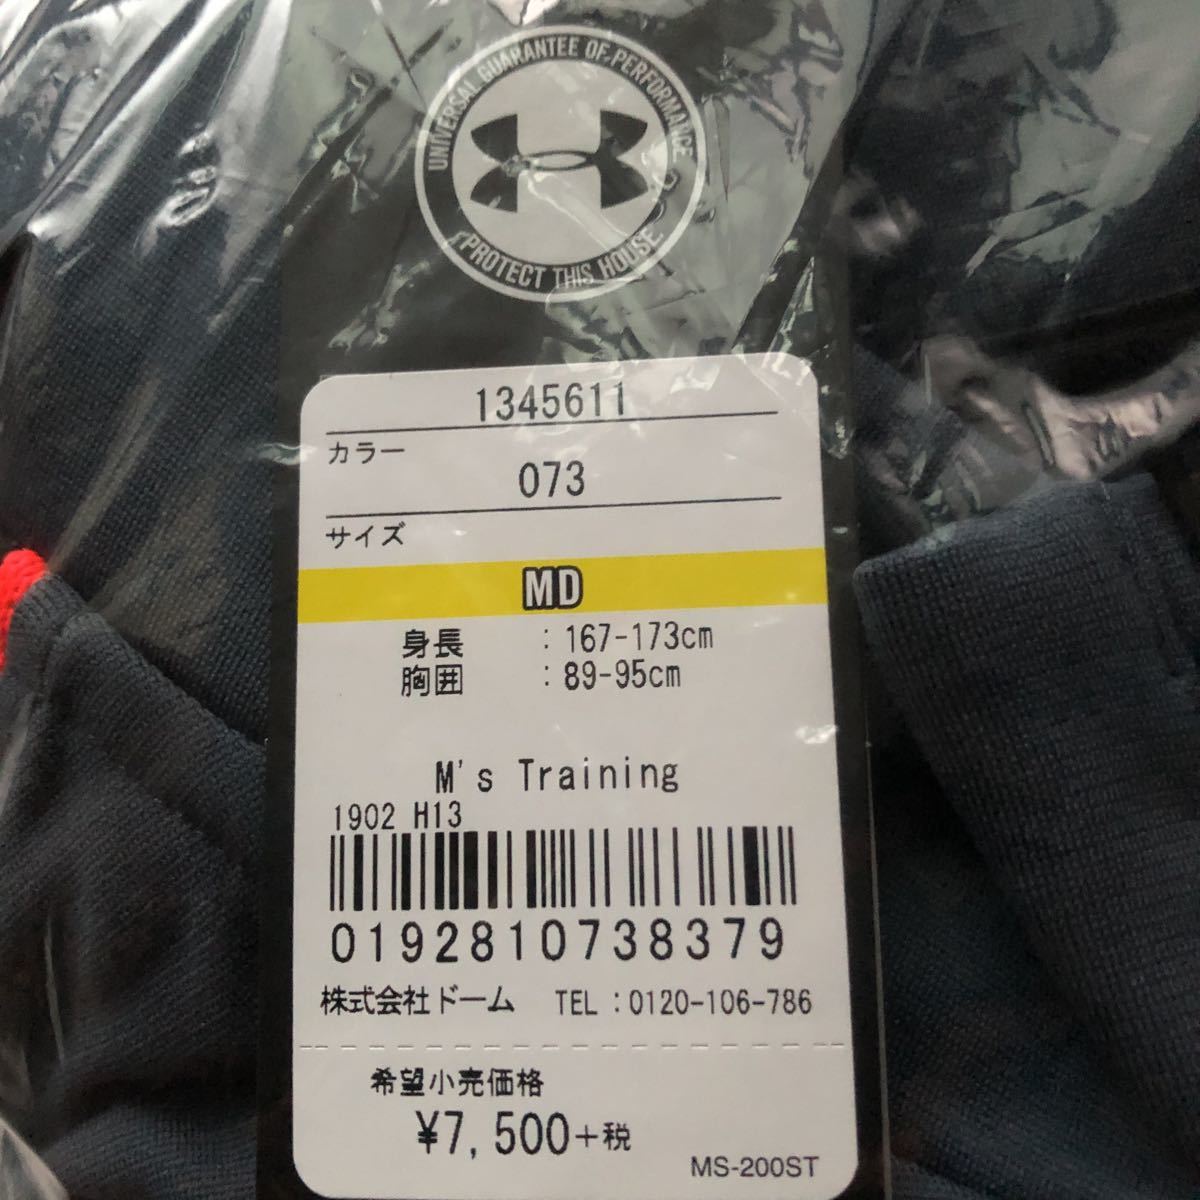 UNIVERSAL GUARANTEE OF PERFORMANCE
PROTECT THIS HOUSE
1345611
カラー
073
サイズ
MD
身長 : 167-173cm
胸囲 : 89-95cm
M's Training
1902 H13
0192810738379
株式会社ドーム TEL : 0120-106-786
希望小売価格
¥7,500+税
MS-200ST